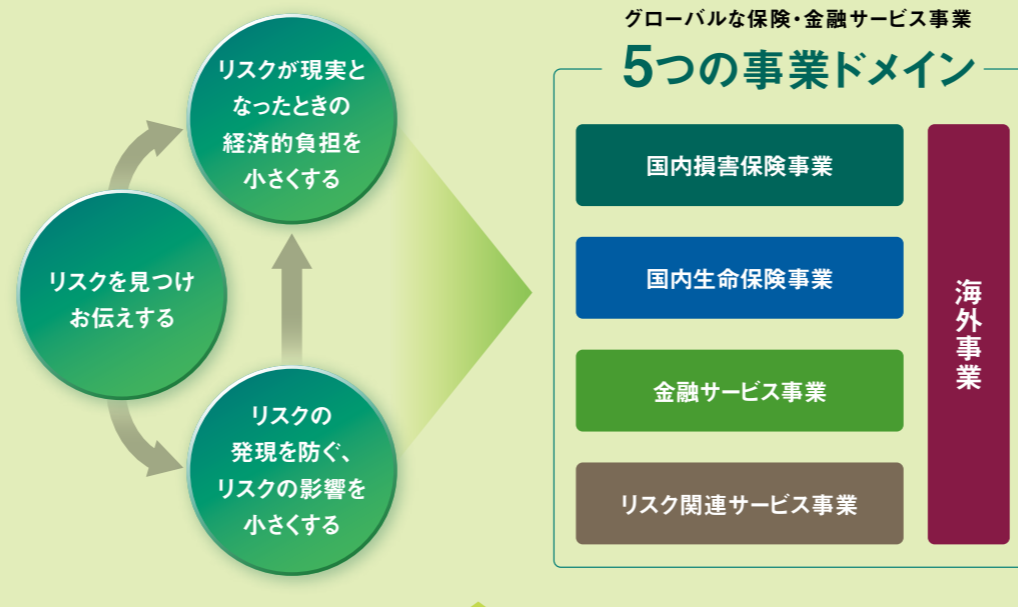 リスクが現実と
なったときの
経済的負担を
小さくする
リスクを見つけ
お伝えする
リスクの
発現を防ぐ、
リスクの影響を
小さくする
グローバルな保険・金融サービス事業
5つの事業ドメイン
国内損害保険事業
国内生命保険事業
金融サービス事業
リスク関連サービス事業
海外事業